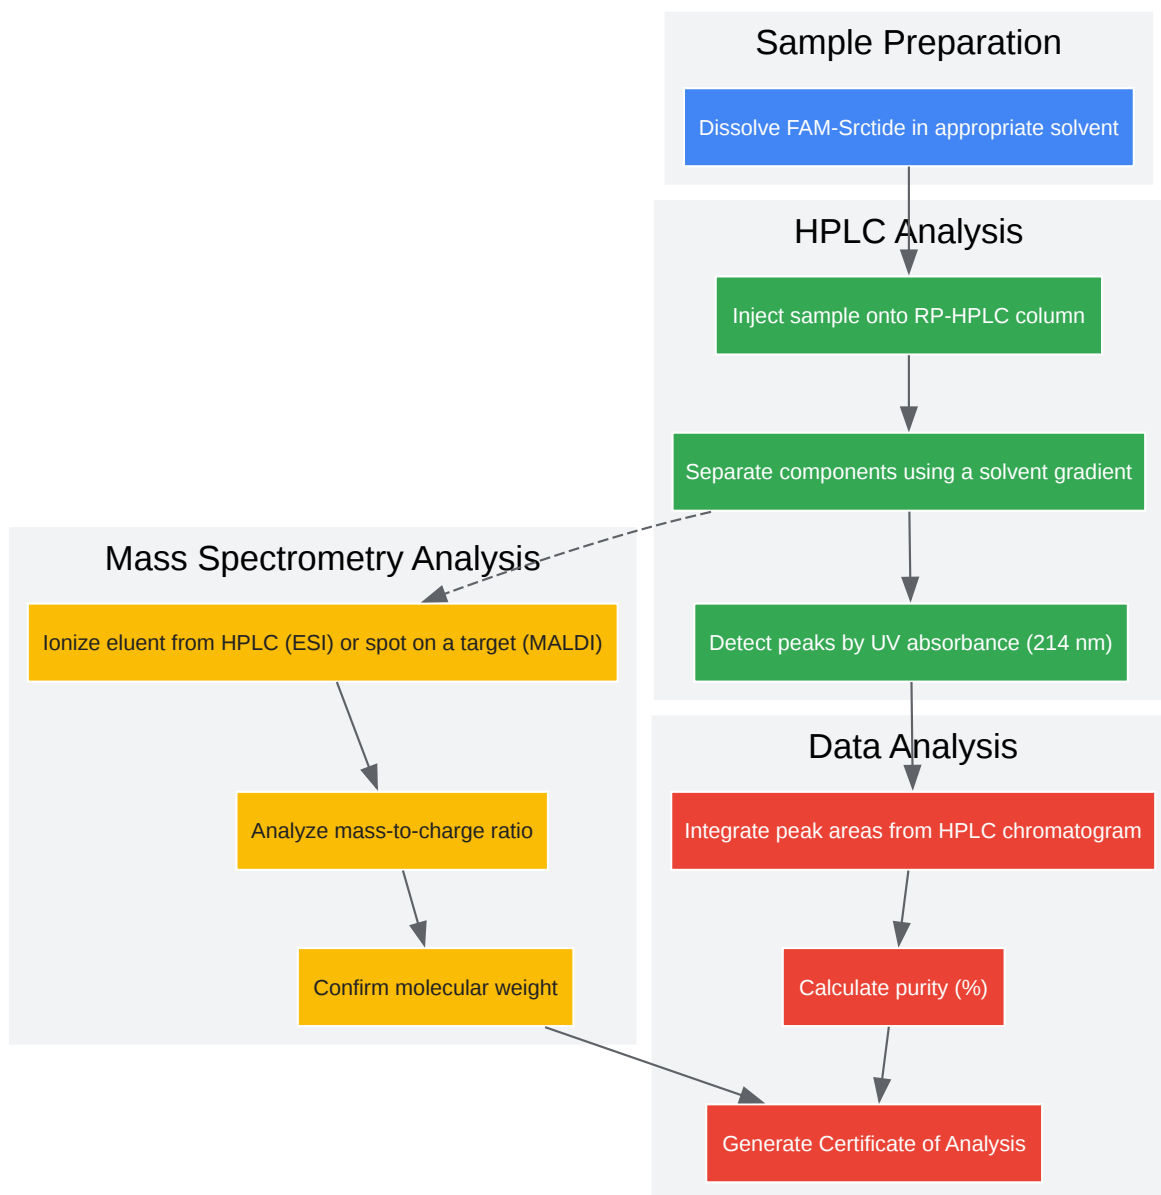 Sample Preparation
Dissolve FAM-Srctide in appropriate solvent
HPLC Analysis
Inject sample onto RP-HPLC column
Separate components using a solvent gradient
Detect peaks by UV absorbance (214 nm)
Mass Spectrometry Analysis
Ionize eluent from HPLC (ESI) or spot on a target (MALDI)
Analyze mass-to-charge ratio
Confirm molecular weight
Data Analysis
Integrate peak areas from HPLC chromatogram
Calculate purity (%)
Generate Certificate of Analysis